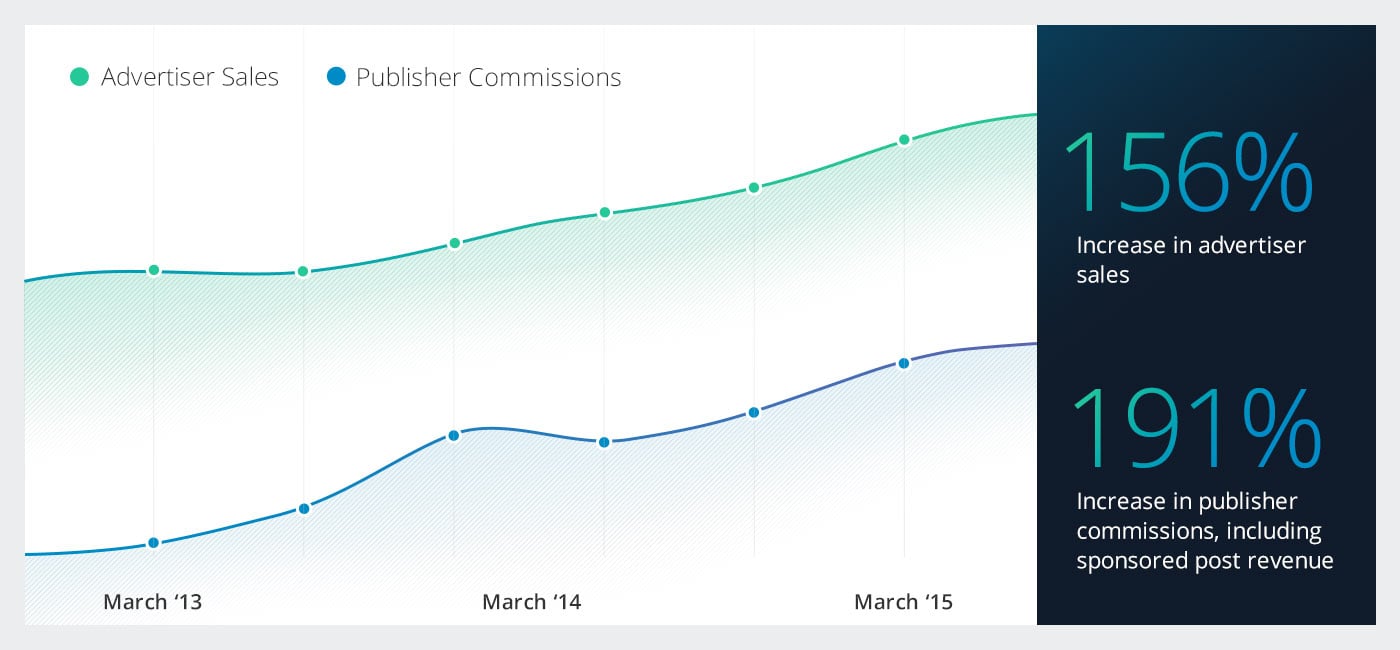 Advertiser Sales
Publisher Commissions
March ‘13
March ‘14
March ‘15
156%
Increase in advertiser
sales
191%
Increase in publisher
commissions, including
sponsored post revenue